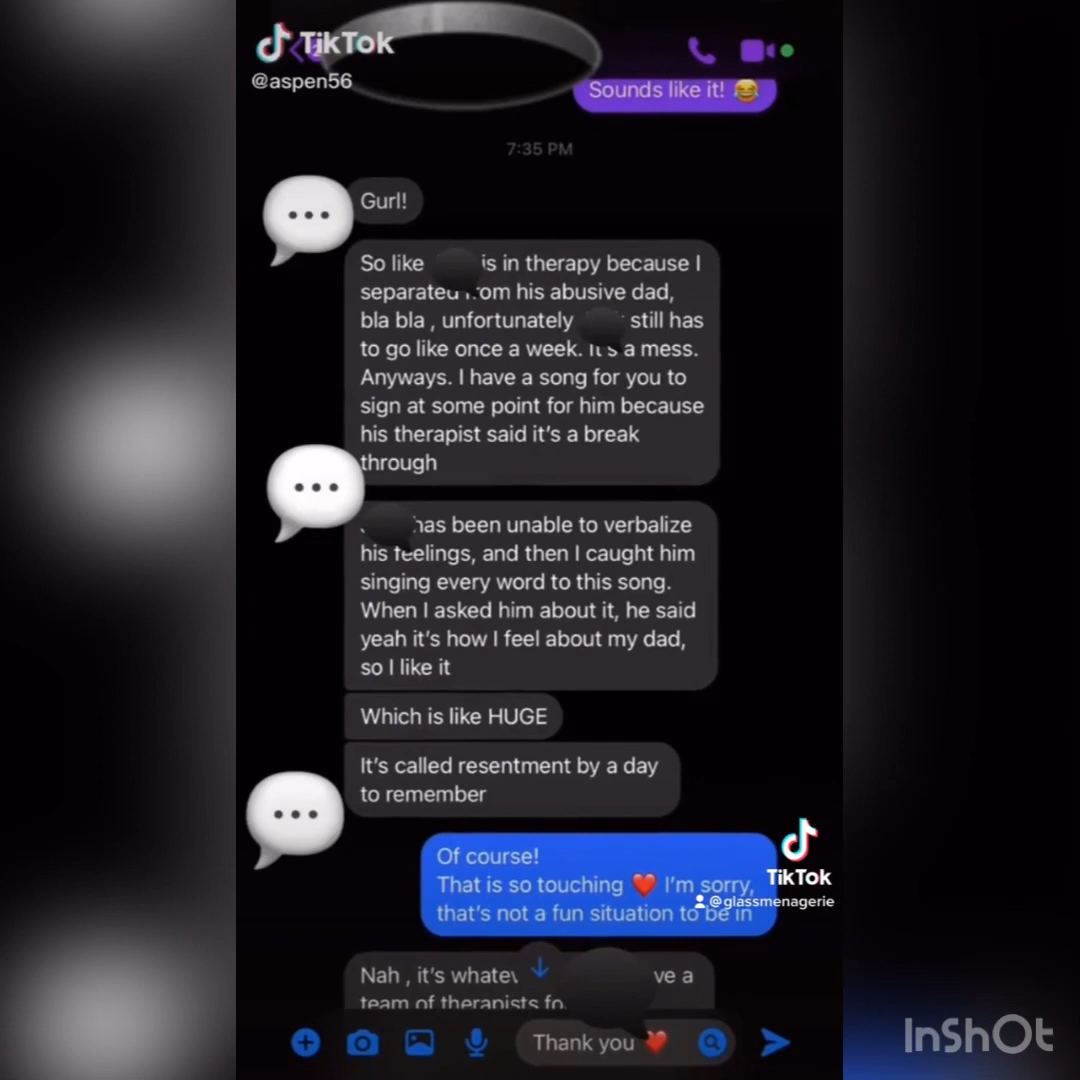 TikTok
@aspen56
Sounds like it! 😂
7:35 PM
Gurl!
So like is in therapy because I
separated from his abusive dad,
bla bla , unfortunately still has
to go like once a week. It's a mess.
Anyways. I have a song for you to
sign at some point for him because
his therapist said it's a break
through
has been unable to verbalize
his feelings, and then I caught him
singing every word to this song.
When I asked him about it, he said
yeah it's how I feel about my dad,
so I like it
Which is like HUGE
It's called resentment by a day
to remember
Of course!
That is so touching ❤️ I'm sorry,
that's not a fun situation to be in
TikTok
@glassmenagerie
Nah , it's ve a
team of therapists
Thank you ❤️
InShOt